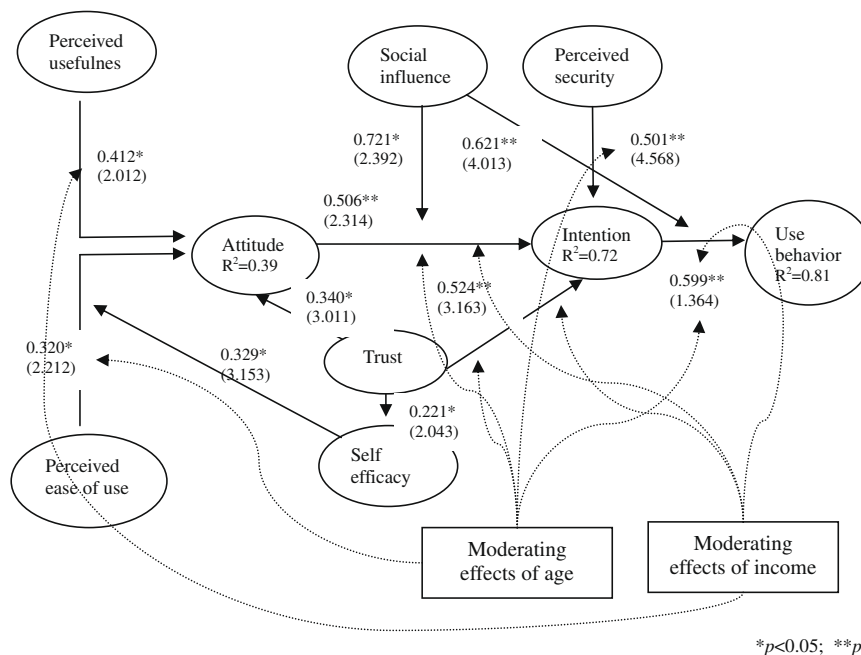 Perceived
usefulnes
Social
influence
Perceived
security
0.412*
(2.012)
0.721*
(2.392)
0.621**
(4.013)
0.501**
(4.568)
0.506**
(2.314)
Attitude
R²=0.39
Intention
R²=0.72
Use
behavior
R²=0.81
0.340*
(3.011)
0.524**
(3.163)
0.599**
(1.364)
0.320*
(2.212)
0.329*
(3.153)
Trust
0.221*
(2.043)
Perceived
ease of use
Self
efficacy
Moderating
effects of age
Moderating
effects of income
*p<0.05; **p